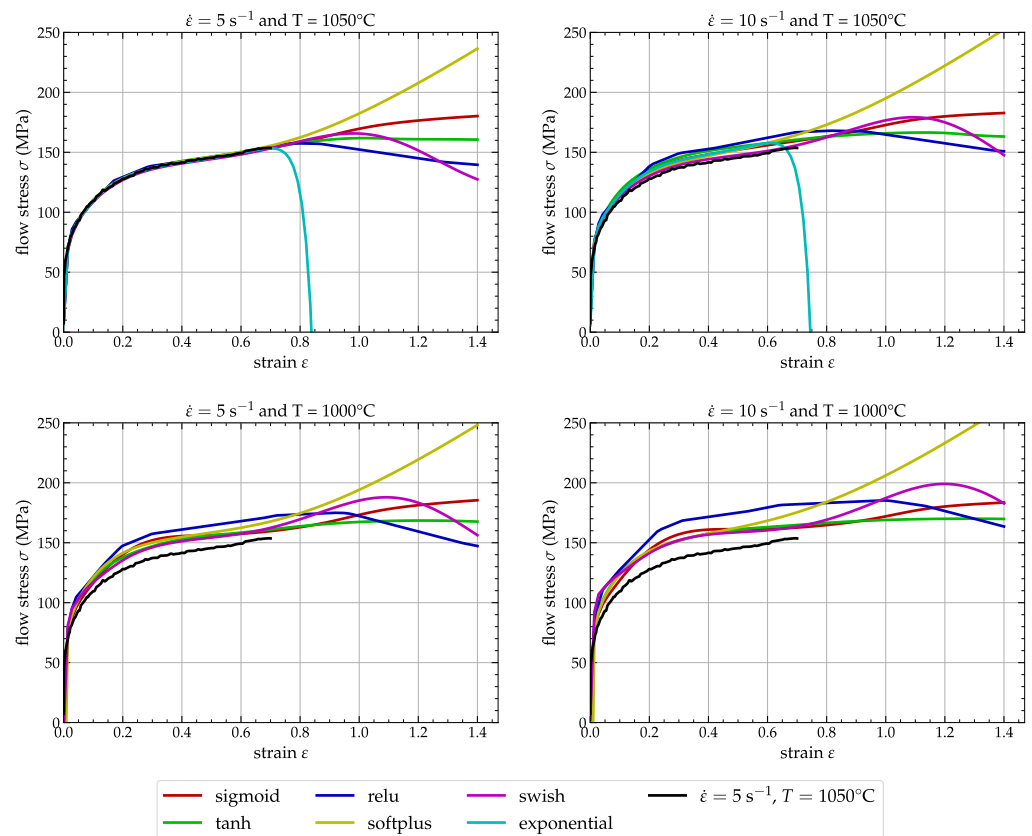 ε̇ = 5 s⁻¹ and T = 1050°C
250
200
150
100
50
0
flow stress σ (MPa)
0.0 0.2 0.4 0.6 0.8 1.0 1.2 1.4
strain ε
ε̇ = 10 s⁻¹ and T = 1050°C
250
200
150
100
50
0
flow stress σ (MPa)
0.0 0.2 0.4 0.6 0.8 1.0 1.2 1.4
strain ε
ε̇ = 5 s⁻¹ and T = 1000°C
250
200
150
100
50
0
flow stress σ (MPa)
0.0 0.2 0.4 0.6 0.8 1.0 1.2 1.4
strain ε
ε̇ = 10 s⁻¹ and T = 1000°C
250
200
150
100
50
0
flow stress σ (MPa)
0.0 0.2 0.4 0.6 0.8 1.0 1.2 1.4
strain ε
sigmoid relu swish ε̇ = 5 s⁻¹, T = 1050°C
tanh softplus exponential